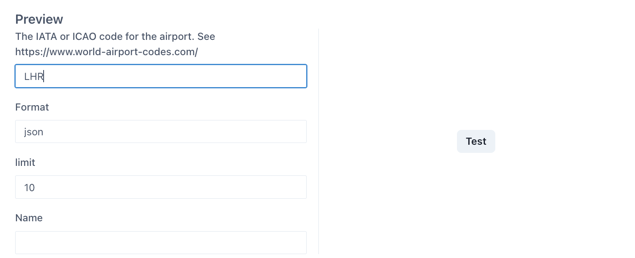 Preview
The IATA or ICAO code for the airport. See
https://www.world-airport-codes.com/
LHR
Format
json
Test
limit
10
Name